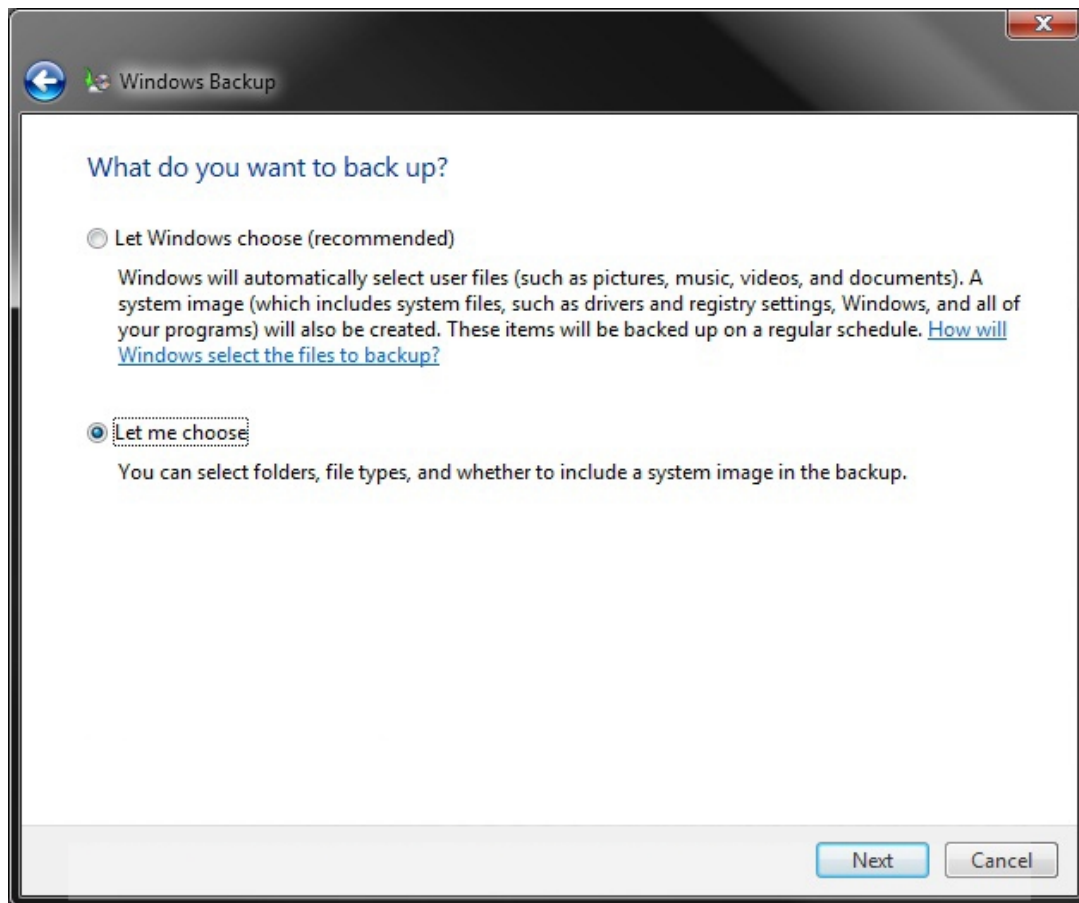 Windows Backup
What do you want to back up?
Let Windows choose (recommended)
Windows will automatically select user files (such as pictures, music, videos, and documents). A
system image (which includes system files, such as drivers and registry settings, Windows, and all of
your programs) will also be created. These items will be backed up on a regular schedule. How will
Windows select the files to backup?
Let me choose
You can select folders, file types, and whether to include a system image in the backup.
Next Cancel